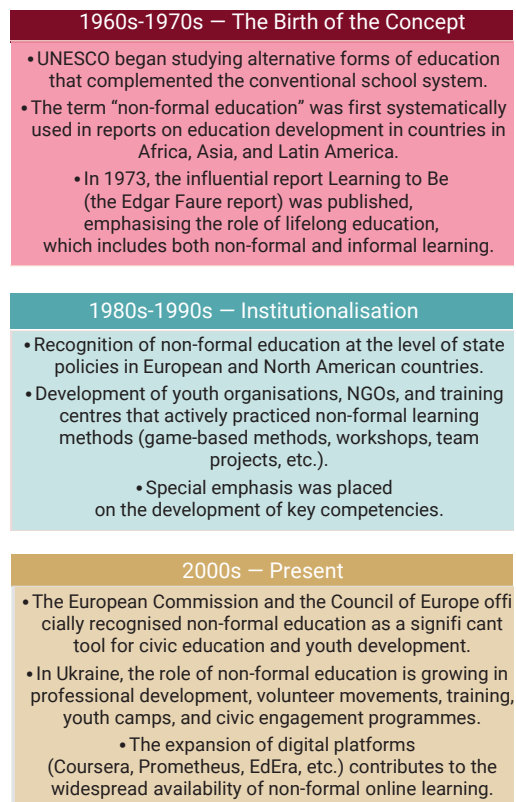 1960s-1970s — The Birth of the Concept
• UNESCO began studying alternative forms of education
that complemented the conventional school system.
• The term “non-formal education” was first systematically
used in reports on education development in countries in
Africa, Asia, and Latin America.
• In 1973, the influential report Learning to Be
(the Edgar Faure report) was published,
emphasising the role of lifelong education,
which includes both non-formal and informal learning.
1980s-1990s — Institutionalisation
• Recognition of non-formal education at the level of state
policies in European and North American countries.
• Development of youth organisations, NGOs, and training
centres that actively practiced non-formal learning
methods (game-based methods, workshops, team
projects, etc.).
• Special emphasis was placed
on the development of key competencies.
2000s — Present
• The European Commission and the Council of Europe offi
cially recognised non-formal education as a signifi cant
tool for civic education and youth development.
• In Ukraine, the role of non-formal education is growing in
professional development, volunteer movements, training,
youth camps, and civic engagement programmes.
• The expansion of digital platforms
(Coursera, Prometheus, EdEra, etc.) contributes to the
widespread availability of non-formal online learning.